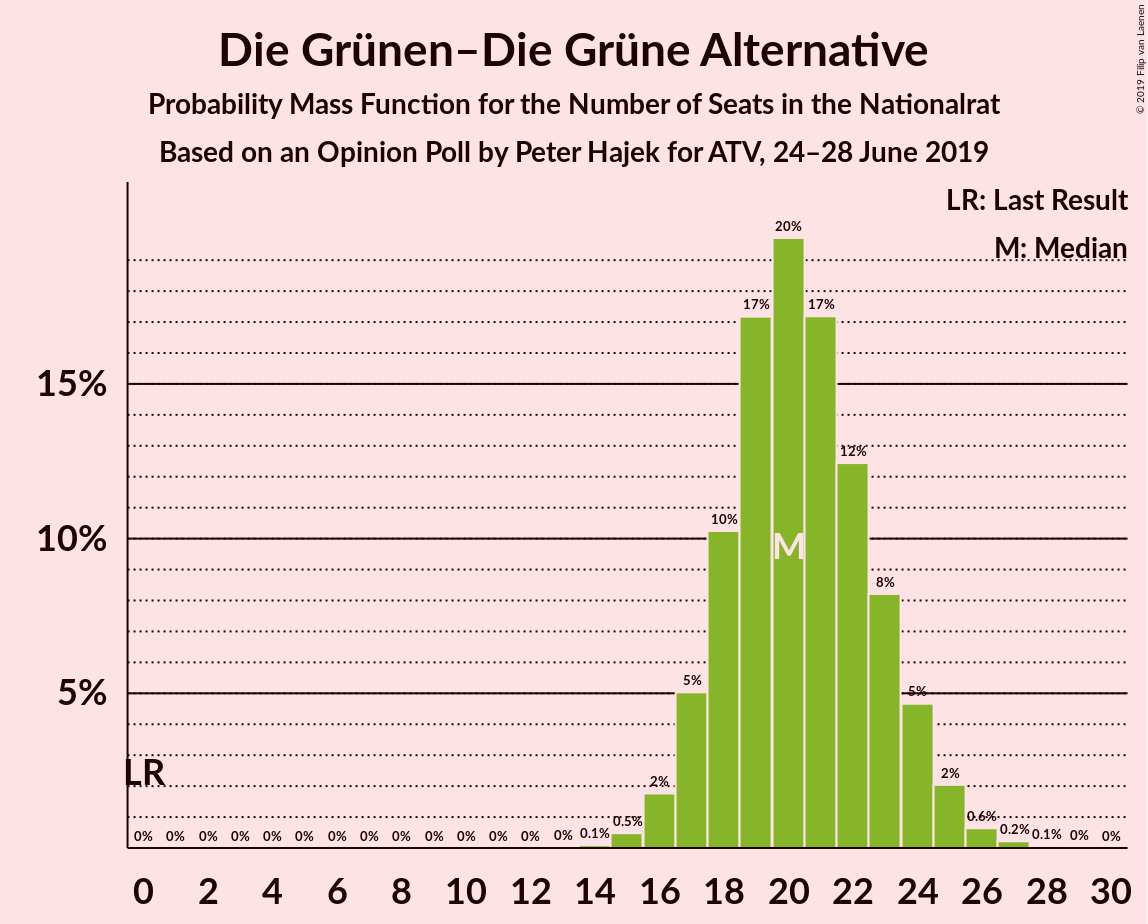 Die Grünen–Die Grüne Alternative
Probability Mass Function for the Number of Seats in the Nationalrat
Based on an Opinion Poll by Peter Hajek for ATV, 24–28 June 2019
© 2019 Filip van Laenen
LR: Last Result
M: Median
20%
17% 17%
15%
12%
10%
10%
M
8%
5%
5% 5%
LR
2% 2%
0% 0% 0% 0% 0% 0% 0% 0% 0% 0% 0% 0% 0% 0% 0.1% 0.5% 0.6% 0.2% 0.1% 0% 0%
0 2 4 6 8 10 12 14 16 18 20 22 24 26 28 30